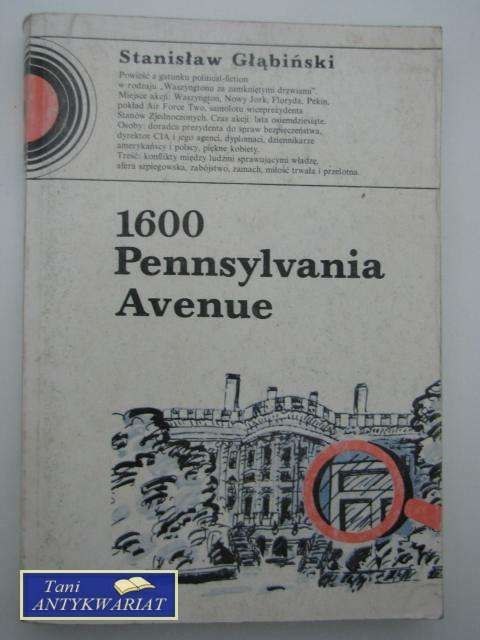 Stanisław Głąbiński
Powieść z gatunku political-fiction
w rodzaju „Waszyngtonu za zamkniętymi drzwiami”.
Miejsce akcji: Waszyngton, Nowy Jork, Floryda, Pekin,
pokład Air Force Two, samolotu wiceprezydenta
Stanów Zjednoczonych. Czas akcji: lata osiemdziesiąte.
Osoby: doradca prezydenta do spraw bezpieczeństwa,
dyrektor CIA i jego agenci, dyplomaci, dziennikarze
amerykańscy i polscy, piękne kobiety.
Treść: konflikty między ludźmi sprawującymi władzę,
afera szpiegowska, zabójstwo, zamach, miłość trwała i przelotna.
1600
Pennsylvania
Avenue
Tani
ANTYKWARIAT